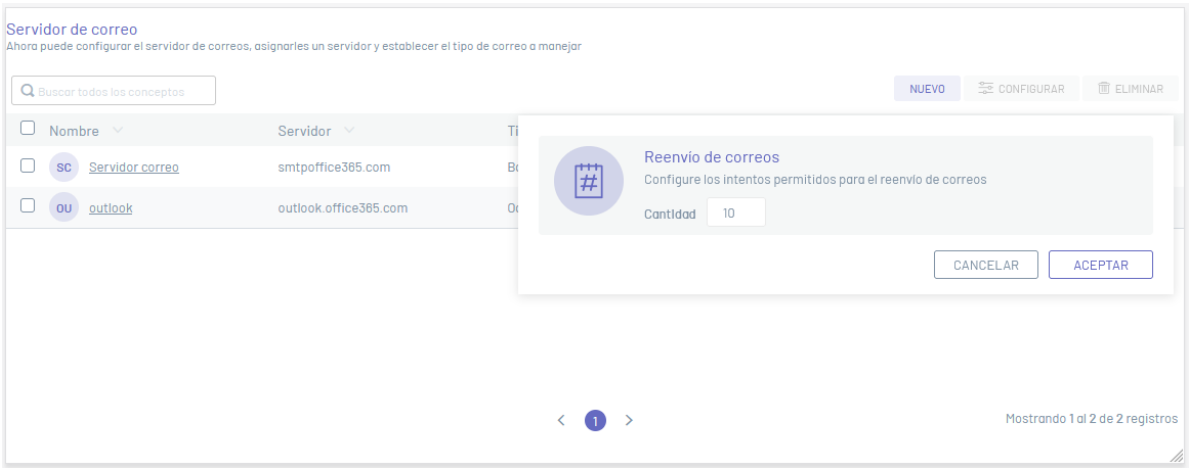 Servidor de correo
Ahora puede configurar el servidor de correos, asignarles un servidor y establecer el tipo de correo a manejar
Buscar todos los conceptos
NUEVO CONFIGURAR ELIMINAR
Nombre Servidor Ti
SC Servidor correo smtpoffice365.com
OU outlook outlook.office365.com
Reenvío de correos
Configure los intentos permitidos para el reenvío de correos
Cantidad 10
CANCELAR ACEPTAR
< 1 >
Mostrando 1 al 2 de 2 registros